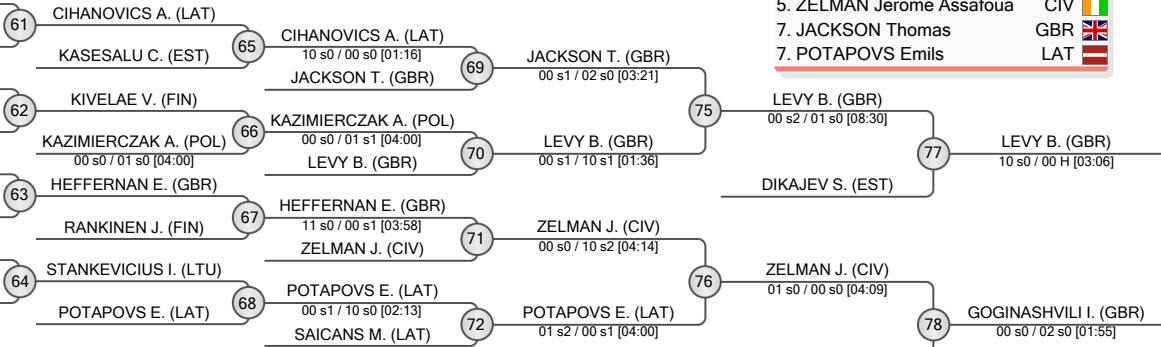 5. ZELMAN Jerome Assafoua CIV
7. JACKSON Thomas GBR
7. POTAPOVS Emils LAT
61
CIHANOVICS A. (LAT)
KASESALU C. (EST)
62
KIVELAE V. (FIN)
KAZIMIERCZAK A. (POL)
00 s0 / 01 s0 [04:00]
63
HEFFERNAN E. (GBR)
RANKINEN J. (FIN)
64
STANKEVICIUS I. (LTU)
POTAPOVS E. (LAT)
65
CIHANOVICS A. (LAT)
10 s0 / 00 s0 [01:16]
JACKSON T. (GBR)
66
KAZIMIERCZAK A. (POL)
00 s0 / 01 s1 [04:00]
LEVY B. (GBR)
67
HEFFERNAN E. (GBR)
11 s0 / 00 s1 [03:58]
ZELMAN J. (CIV)
68
POTAPOVS E. (LAT)
00 s1 / 10 s0 [02:13]
SAICANS M. (LAT)
69
JACKSON T. (GBR)
00 s1 / 02 s0 [03:21]
70
LEVY B. (GBR)
00 s1 / 10 s1 [01:36]
71
ZELMAN J. (CIV)
00 s0 / 10 s2 [04:14]
72
POTAPOVS E. (LAT)
01 s2 / 00 s1 [04:00]
75
LEVY B. (GBR)
00 s2 / 01 s0 [08:30]
DIKAJEV S. (EST)
76
ZELMAN J. (CIV)
01 s0 / 00 s0 [04:09]
77
LEVY B. (GBR)
10 s0 / 00 H [03:06]
78
GOGINASHVILI I. (GBR)
00 s0 / 02 s0 [01:55]